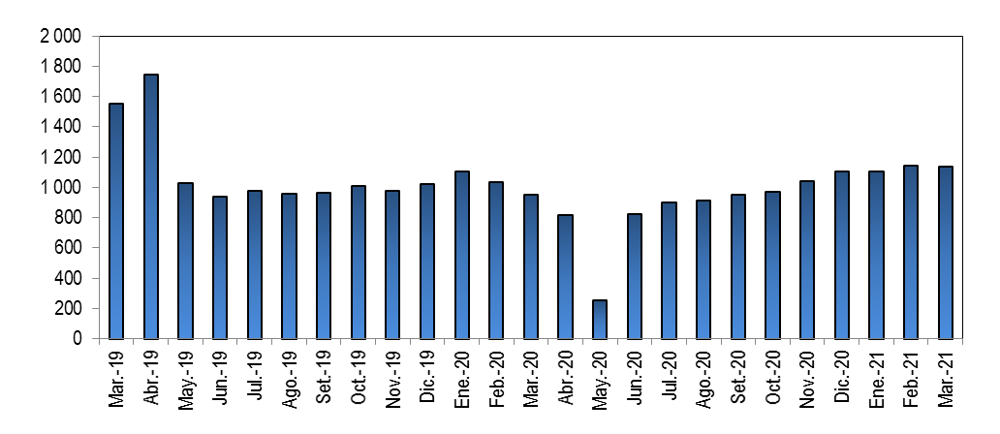 2 000
1 800
1 600
1 400
1 200
1 000
800
600
400
200
0
Mar.-19
Abr.-19
May.-19
Jun.-19
Jul.-19
Ago.-19
Set.-19
Oct.-19
Nov.-19
Dic.-19
Ene.-20
Feb.-20
Mar.-20
Abr.-20
May.-20
Jun.-20
Jul.-20
Ago.-20
Set.-20
Oct.-20
Nov.-20
Dic.-20
Ene.-21
Feb.-21
Mar.-21